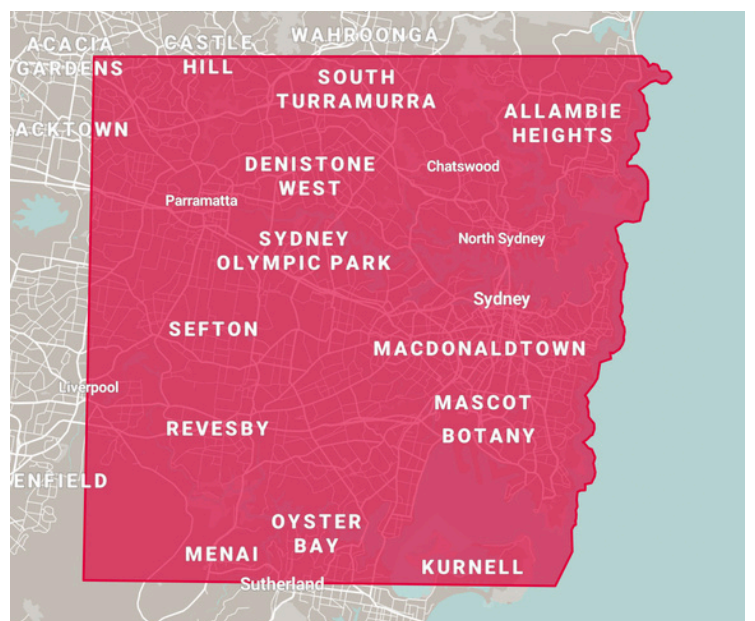 WAHROONGA
ACACIA
GARDENS
CASTLE
HILL
SOUTH
TURRAMURRA
ALLAMBIE
HEIGHTS
ACKTOWN
DENISTONE
WEST
Chatswood
Parramatta
SYDNEY
OLYMPIC PARK
North Sydney
Sydney
SEFTON
MACDONALDTOWN
Liverpool
MASCOT
REVESBY
BOTANY
ENFIELD
OYSTER
BAY
MENAI
KURNELL
Sutherland